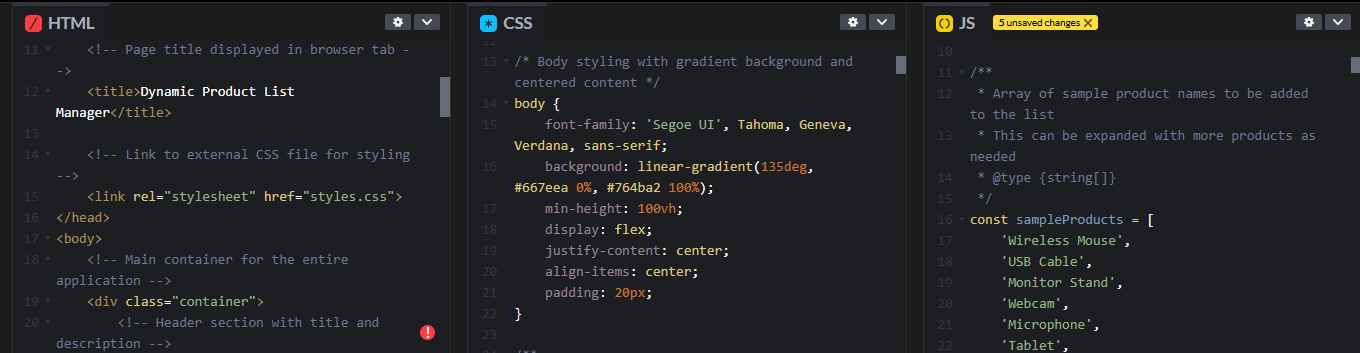 HTML
11 <!-- Page title displayed in browser tab -
->
12 <title>Dynamic Product List
Manager</title>
13
14 <!-- Link to external CSS file for styling
-->
15 <link rel="stylesheet" href="styles.css">
16 </head>
17 <body>
18 <!-- Main container for the entire
application -->
19 <div class="container">
20 <!-- Header section with title and
description -->
CSS
12
13 /* Body styling with gradient background and
centered content */
14 body {
15 font-family: 'Segoe UI', Tahoma, Geneva,
Verdana, sans-serif;
16 background: linear-gradient(135deg,
#667eea 0%, #764ba2 100%);
17 min-height: 100vh;
18 display: flex;
19 justify-content: center;
20 align-items: center;
21 padding: 20px;
22 }
23
/**
JS
5 unsaved changes X
10
11 /**
12 * Array of sample product names to be added
to the list
13 * This can be expanded with more products as
needed
14 * @type {string[]}
15 */
16 const sampleProducts = [
17 'Wireless Mouse',
18 'USB Cable',
19 'Monitor Stand',
20 'Webcam',
21 'Microphone',
22 'Tablet',